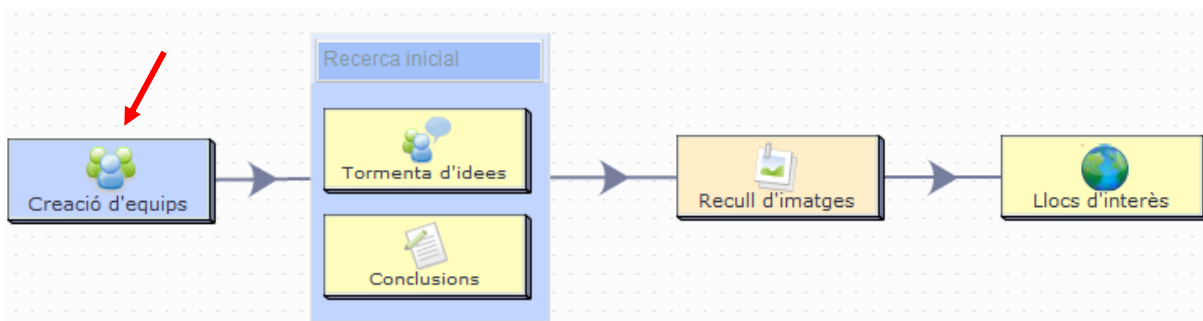 Recerca inicial
Creació d'equips
Tormenta d'idees
Conclusions
Recull d'imatges
Llocs d'interès